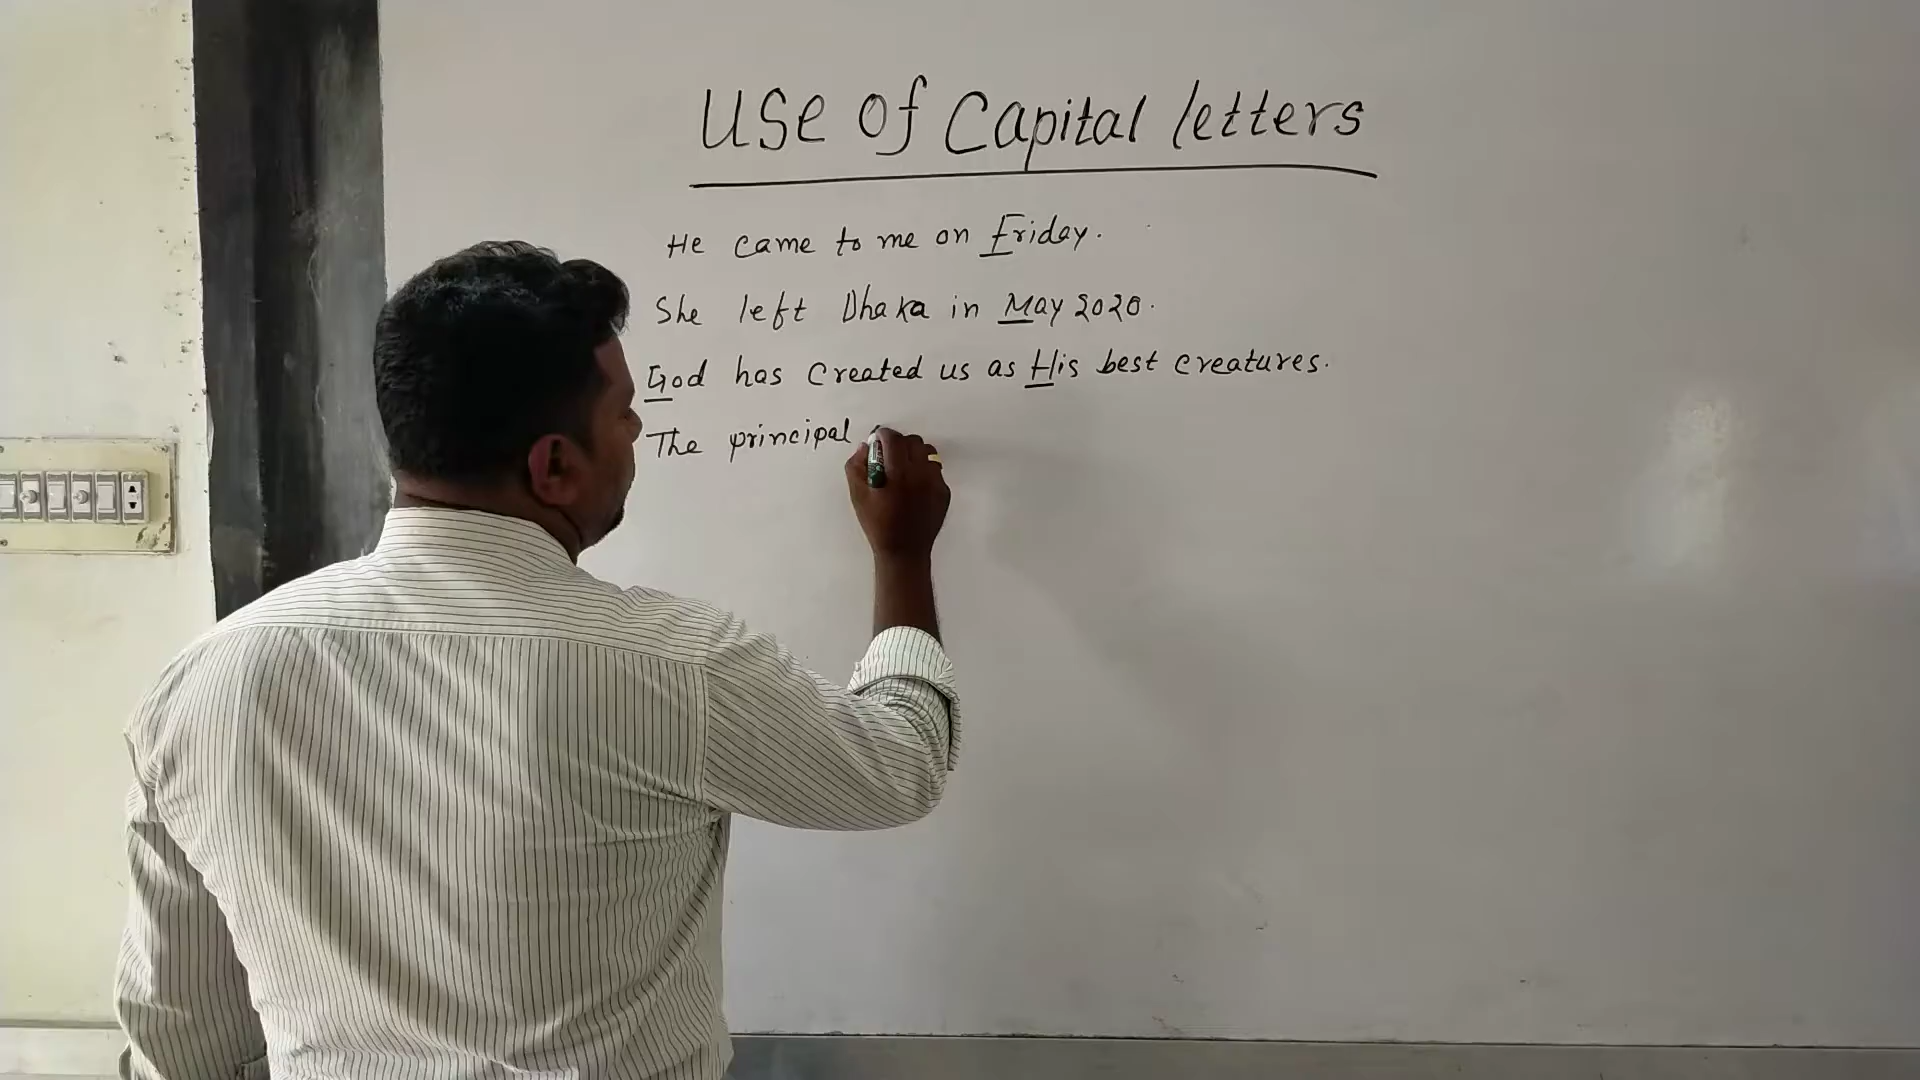 Use of Capital letters
He came to me on Friday.
She left Dhaka in May 2020.
God has created us as His best creatures.
The principal